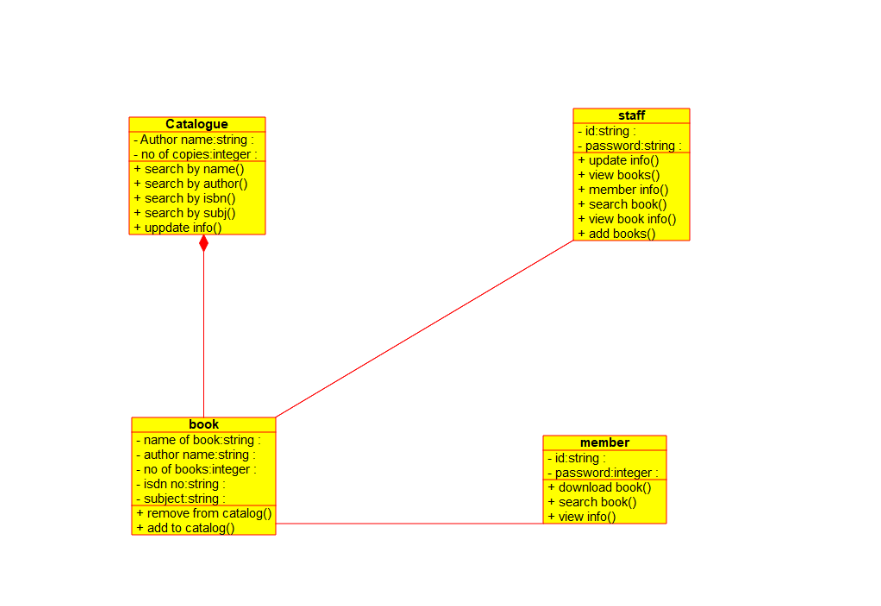 Catalogue
- Author name:string :
- no of copies:integer :
+ search by name()
+ search by author()
+ search by isbn()
+ search by subj()
+ uppdate info()
staff
- id:string :
- password:string :
+ update info()
+ view books()
+ member info()
+ search book()
+ view book info()
+ add books()
book
- name of book:string :
- author name:string :
- no of books:integer :
- isdn no:string :
- subject:string :
+ remove from catalog()
+ add to catalog()
member
- id:string :
- password:integer :
+ download book()
+ search book()
+ view info()